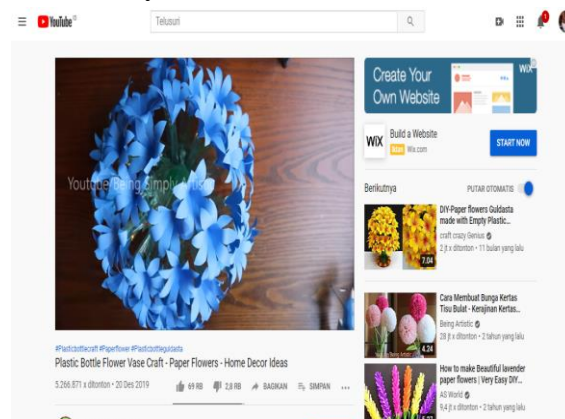 YouTube ID
Telusuri
Create Your
Own Website
WiX
WiX
Build a Website
Iklan Wix.com
START NOW
Youtube/Being Simply Artistic
Berikutnya
PUTAR OTOMATIS
DIY-Paper flowers Guldasta
made with Empty Plastic...
craft crazy Genius
2 jt x ditonton • 11 bulan yang lalu
7.04
Cara Membuat Bunga Kertas
Tisu Bulat - Kerajinan Kertas...
Being Artistic
28 jt x ditonton • 2 tahun yang lalu
4.24
How to make Beautiful lavender
paper flowers | Very Easy DIY...
AS World
9,4 jt x ditonton • 2 tahun yang lalu
#Plasticbottlecraft #Paperflower #Plasticbottleguldasta
Plastic Bottle Flower Vase Craft - Paper Flowers - Home Decor Ideas
5.266.871 x ditonton • 20 Des 2019
69 RB
2,8 RB
BAGIKAN
SIMPAN